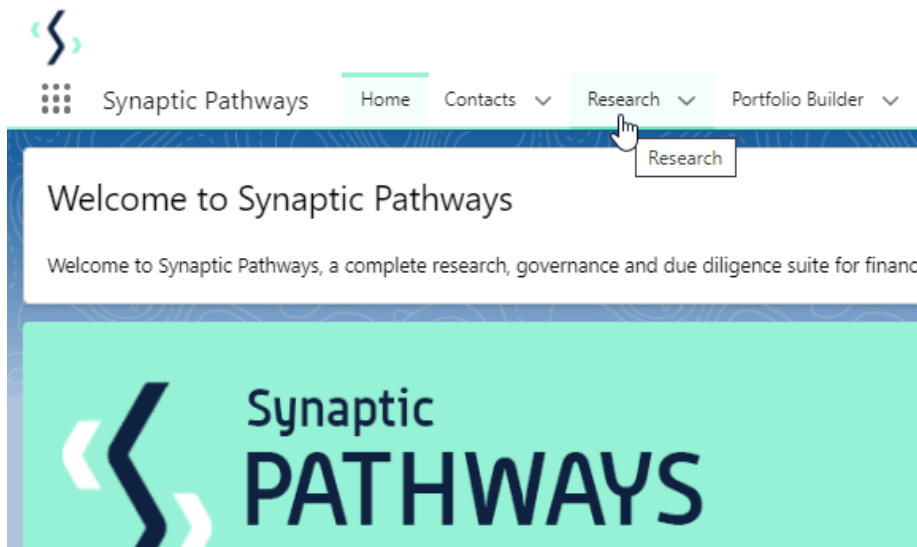 Synaptic Pathways Home Contacts Research Portfolio Builder
Research
Welcome to Synaptic Pathways
Welcome to Synaptic Pathways, a complete research, governance and due diligence suite for financ
Synaptic
PATHWAYS